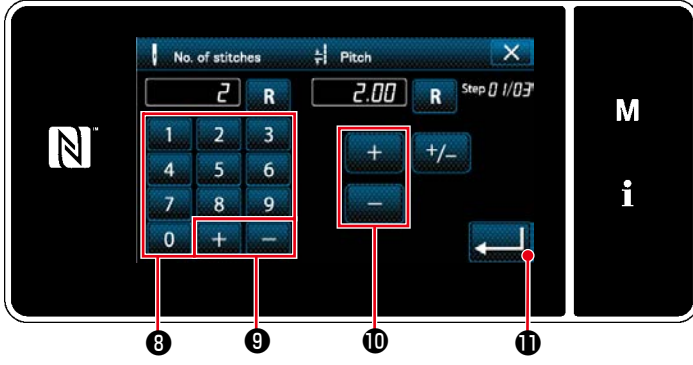 No. of stitches Pitch X
2 R 2.00 R Step 01/03
1 2 3
+ +/−
4 5 6
7 8 9
−
0 + −
M
i
N™
❽ ❾ ❿ ⓫